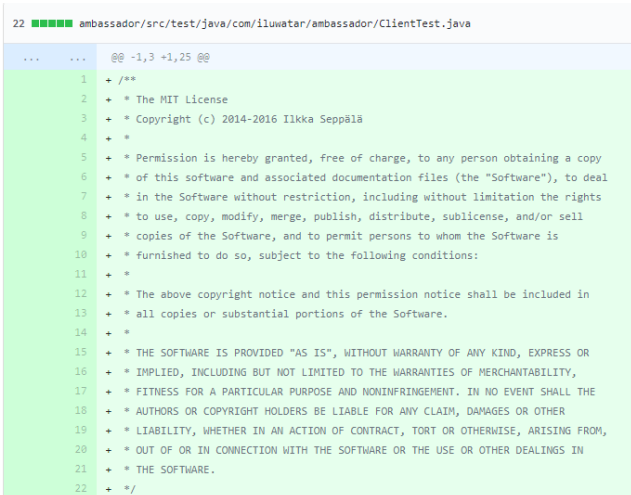 22 ambassador/src/test/java/com/iluwatar/ambassador/ClientTest.java
... ... @@ -1,3 +1,25 @@
1 + /**
2 + * The MIT License
3 + * Copyright (c) 2014-2016 Ilkka Seppälä
4 + *
5 + * Permission is hereby granted, free of charge, to any person obtaining a copy
6 + * of this software and associated documentation files (the "Software"), to deal
7 + * in the Software without restriction, including without limitation the rights
8 + * to use, copy, modify, merge, publish, distribute, sublicense, and/or sell
9 + * copies of the Software, and to permit persons to whom the Software is
10 + * furnished to do so, subject to the following conditions:
11 + *
12 + * The above copyright notice and this permission notice shall be included in
13 + * all copies or substantial portions of the Software.
14 + *
15 + * THE SOFTWARE IS PROVIDED "AS IS", WITHOUT WARRANTY OF ANY KIND, EXPRESS OR
16 + * IMPLIED, INCLUDING BUT NOT LIMITED TO THE WARRANTIES OF MERCHANTABILITY,
17 + * FITNESS FOR A PARTICULAR PURPOSE AND NONINFRINGEMENT. IN NO EVENT SHALL THE
18 + * AUTHORS OR COPYRIGHT HOLDERS BE LIABLE FOR ANY CLAIM, DAMAGES OR OTHER
19 + * LIABILITY, WHETHER IN AN ACTION OF CONTRACT, TORT OR OTHERWISE, ARISING FROM,
20 + * OUT OF OR IN CONNECTION WITH THE SOFTWARE OR THE USE OR OTHER DEALINGS IN
21 + * THE SOFTWARE.
22 + */